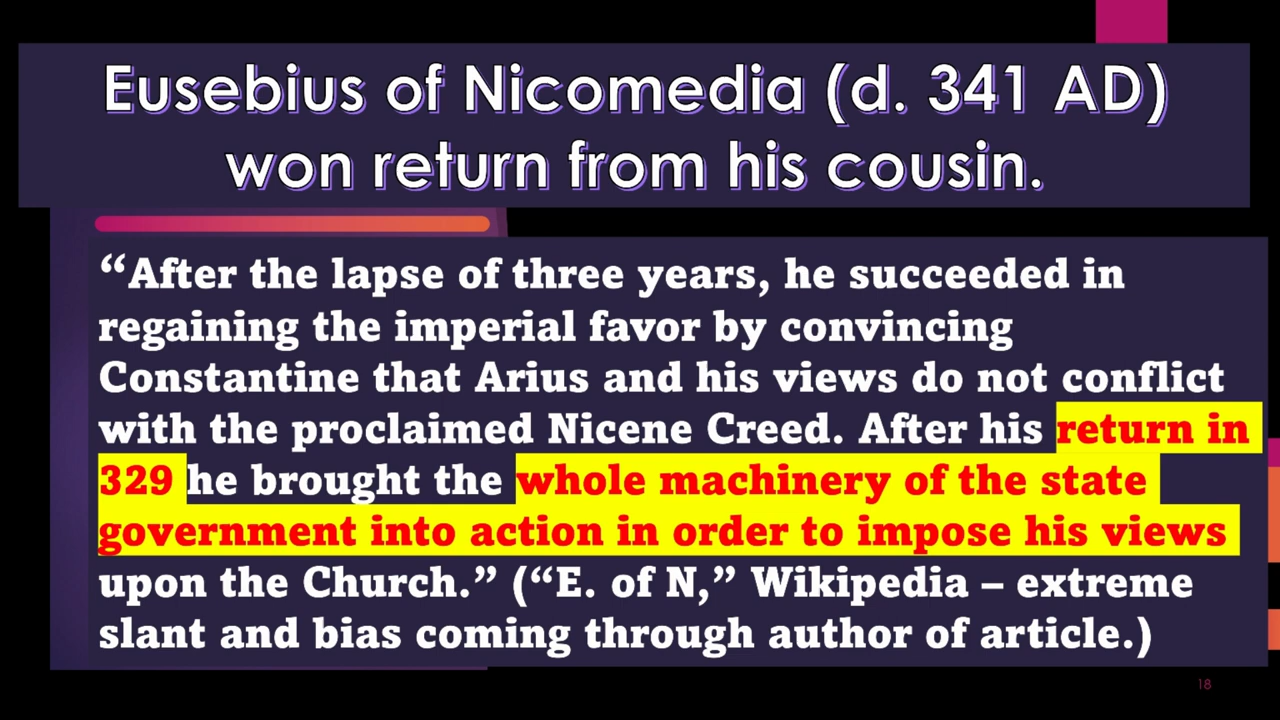 Eusebius of Nicomedia (d. 341 AD)
won return from his cousin.
“After the lapse of three years, he succeeded in
regaining the imperial favor by convincing
Constantine that Arius and his views do not conflict
with the proclaimed Nicene Creed. After his return in
329 he brought the whole machinery of the state
government into action in order to impose his views
upon the Church.” (“E. of N,” Wikipedia – extreme
slant and bias coming through author of article.)
18